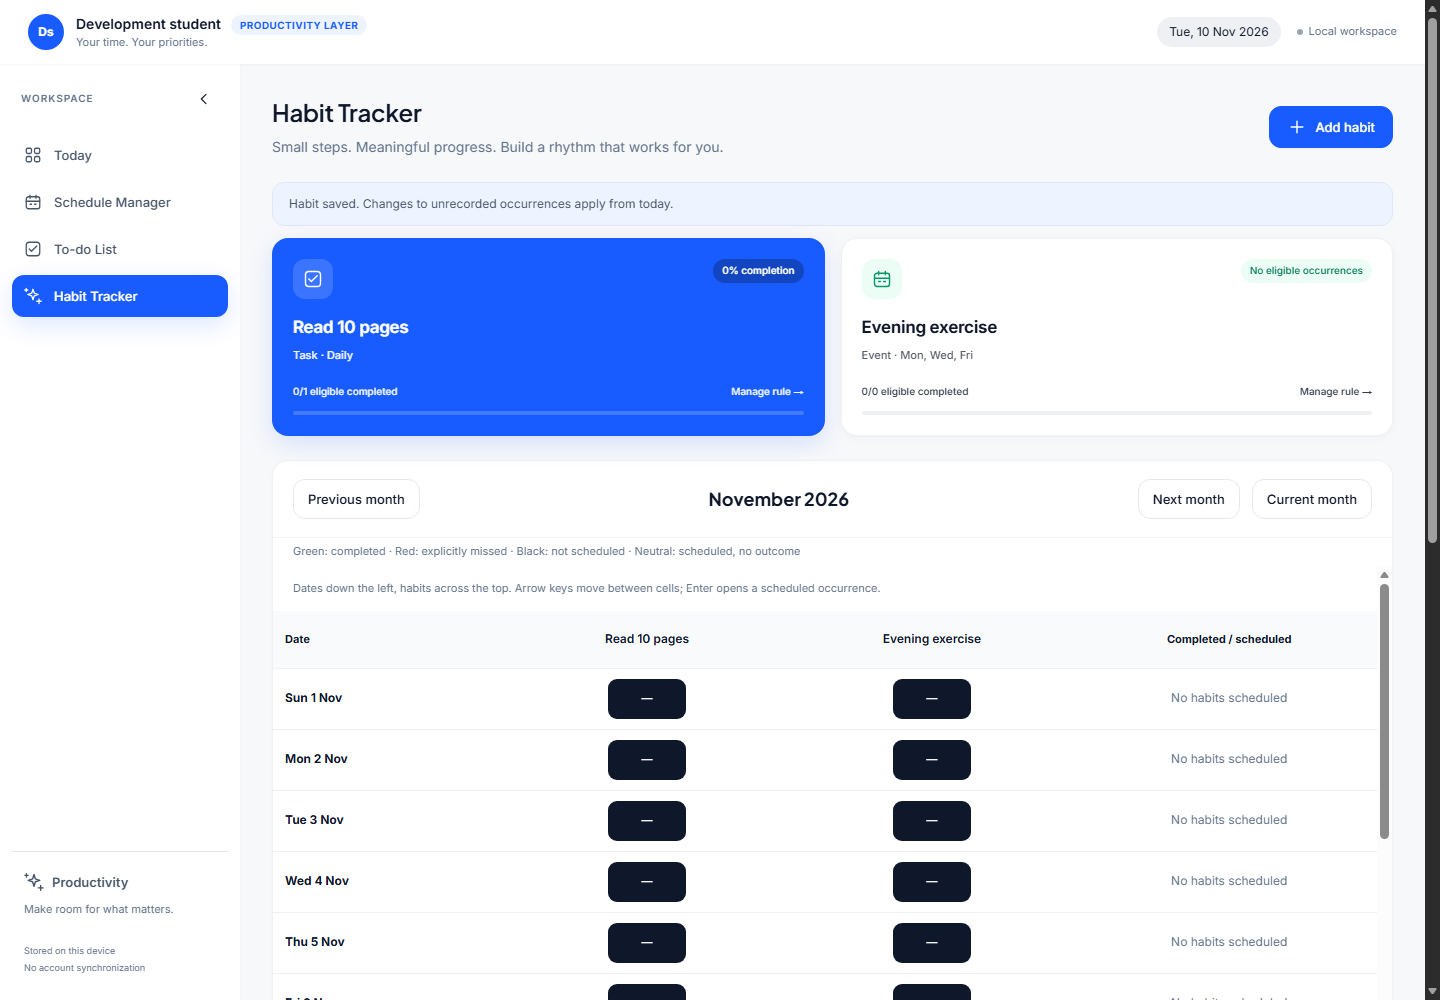 Ds
Development student
PRODUCTIVITY LAYER
Your time. Your priorities.
Tue, 10 Nov 2026
Local workspace
WORKSPACE
Today
Schedule Manager
To-do List
Habit Tracker
Productivity
Make room for what matters.
Stored on this device
No account synchronization
Habit Tracker
Small steps. Meaningful progress. Build a rhythm that works for you.
Add habit
Habit saved. Changes to unrecorded occurrences apply from today.
0% completion
Read 10 pages
Task · Daily
0/1 eligible completed
Manage rule →
No eligible occurrences
Evening exercise
Event · Mon, Wed, Fri
0/0 eligible completed
Manage rule →
Previous month
November 2026
Next month
Current month
Green: completed · Red: explicitly missed · Black: not scheduled · Neutral: scheduled, no outcome
Dates down the left, habits across the top. Arrow keys move between cells; Enter opens a scheduled occurrence.
Date Read 10 pages Evening exercise Completed / scheduled
Sun 1 Nov — — No habits scheduled
Mon 2 Nov — — No habits scheduled
Tue 3 Nov — — No habits scheduled
Wed 4 Nov — — No habits scheduled
Thu 5 Nov — — No habits scheduled